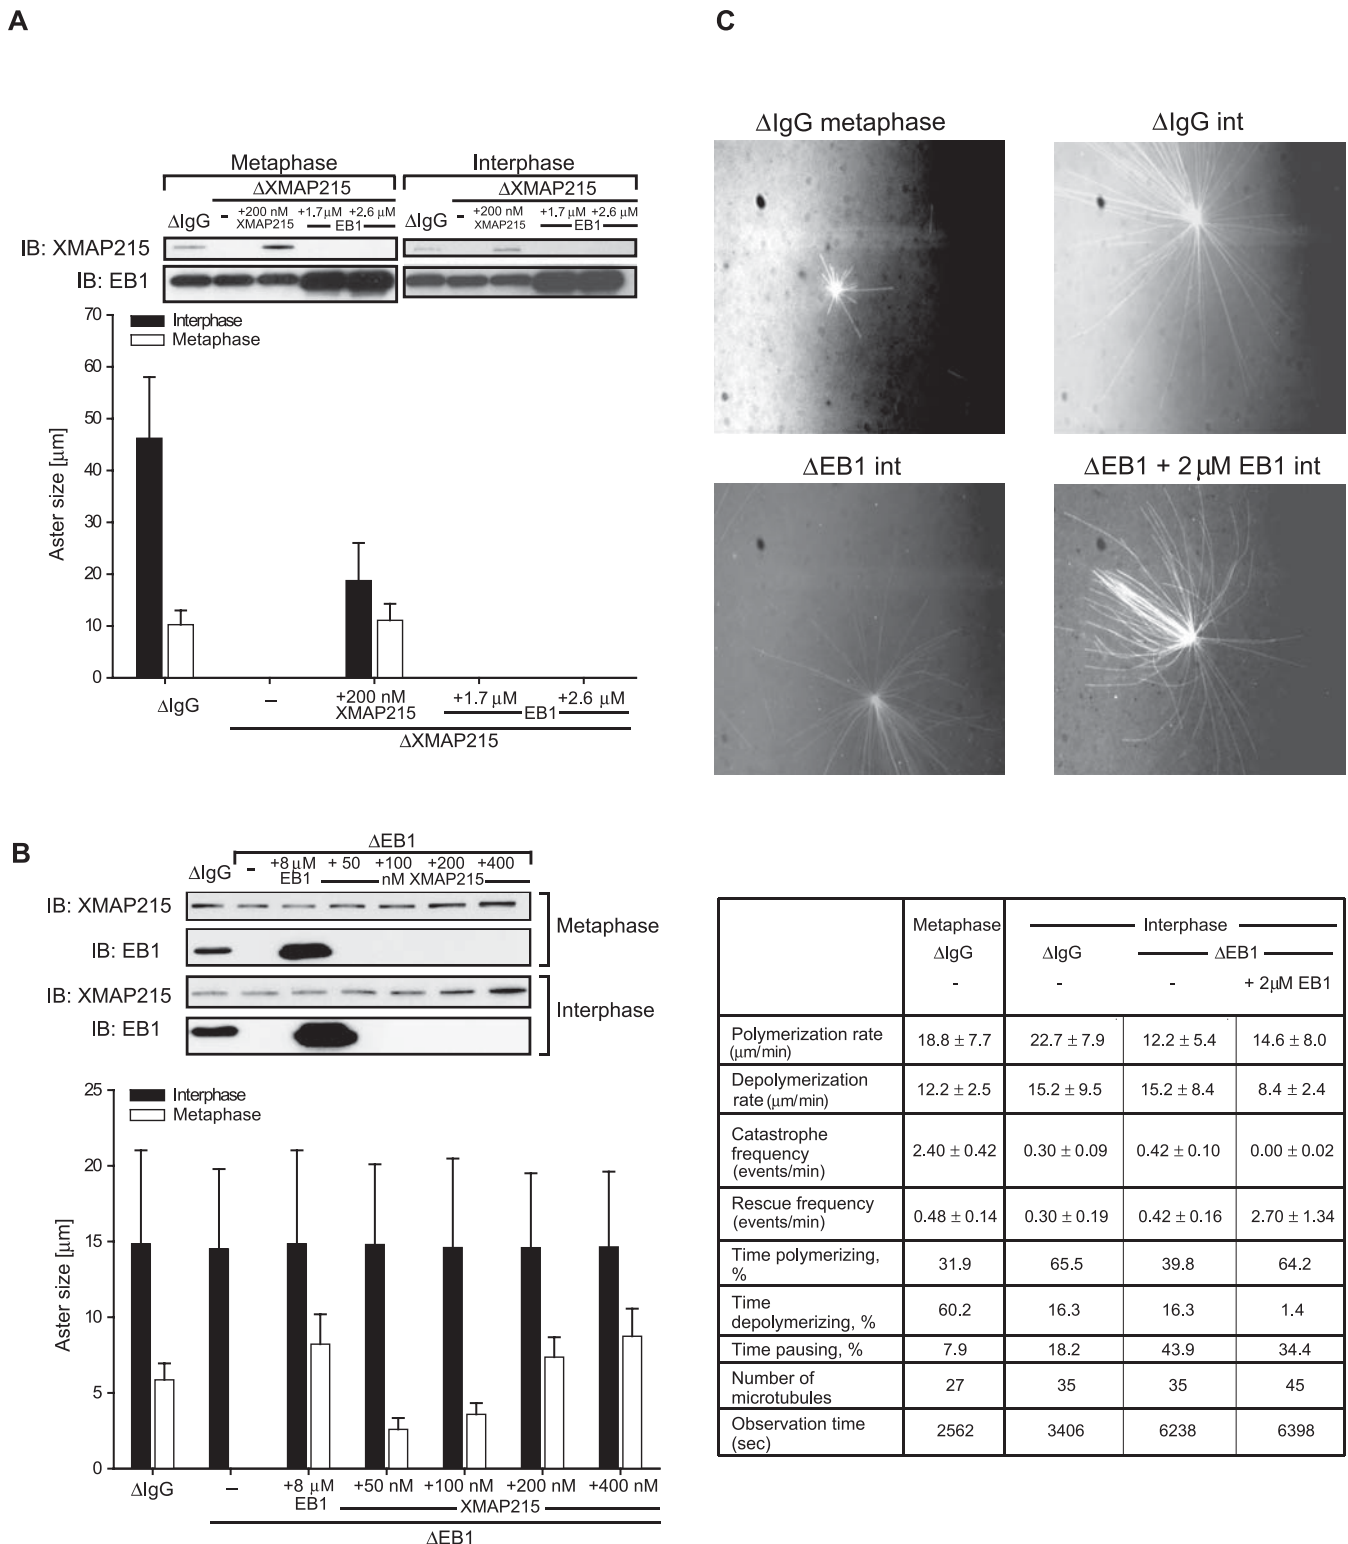 A
Metaphase Interphase
ΔXMAP215 ΔXMAP215
ΔIgG – +200 nM XMAP215 +1.7 μM +2.6 μM EB1
ΔIgG – +200 nM XMAP215 +1.7 μM +2.6 μM EB1
IB: XMAP215
IB: EB1
Interphase
Metaphase
Aster size [μm]
70
60
50
40
30
20
10
0
ΔIgG – +200 nM XMAP215 +1.7 μM EB1 +2.6 μM
ΔXMAP215
B
ΔEB1
ΔIgG – +8 μM EB1 + 50 +100 +200 +400
nM XMAP215
IB: XMAP215
IB: EB1
Metaphase
IB: XMAP215
IB: EB1
Interphase
Interphase
Metaphase
Aster size [μm]
25
20
15
10
5
0
ΔIgG – +8 μM EB1 +50 nM +100 nM +200 nM +400 nM
XMAP215
ΔEB1
C
ΔIgG metaphase
ΔIgG int
ΔEB1 int
ΔEB1 + 2 μM EB1 int
Metaphase Interphase
ΔIgG ΔIgG ΔEB1
- - - + 2μM EB1
Polymerization rate (μm/min) 18.8 ± 7.7 22.7 ± 7.9 12.2 ± 5.4 14.6 ± 8.0
Depolymerization rate (μm/min) 12.2 ± 2.5 15.2 ± 9.5 15.2 ± 8.4 8.4 ± 2.4
Catastrophe frequency (events/min) 2.40 ± 0.42 0.30 ± 0.09 0.42 ± 0.10 0.00 ± 0.02
Rescue frequency (events/min) 0.48 ± 0.14 0.30 ± 0.19 0.42 ± 0.16 2.70 ± 1.34
Time polymerizing, % 31.9 65.5 39.8 64.2
Time depolymerizing, % 60.2 16.3 16.3 1.4
Time pausing, % 7.9 18.2 43.9 34.4
Number of microtubules 27 35 35 45
Observation time (sec) 2562 3406 6238 6398